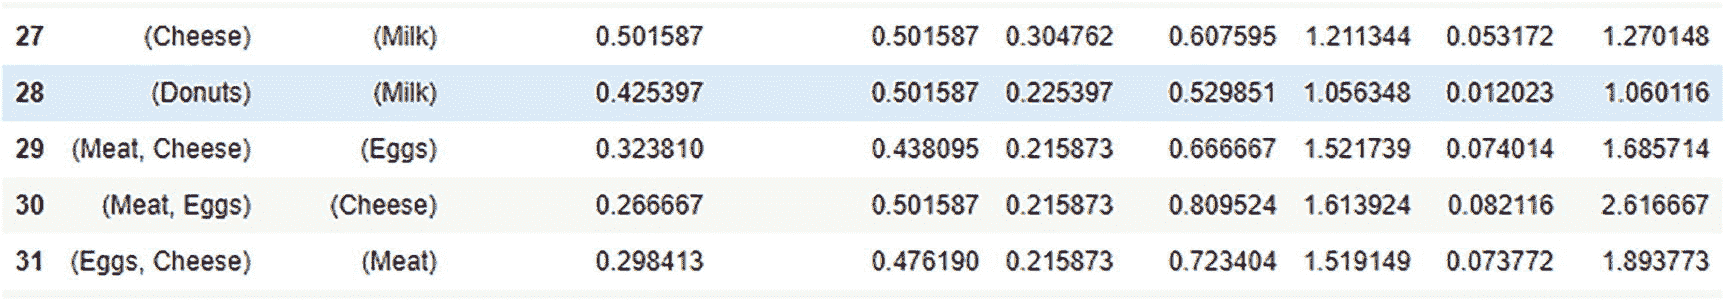 27 (Cheese) (Milk) 0.501587 0.501587 0.304762 0.607595 1.211344 0.053172 1.270148
28 (Donuts) (Milk) 0.425397 0.501587 0.225397 0.529851 1.056348 0.012023 1.060116
29 (Meat, Cheese) (Eggs) 0.323810 0.438095 0.215873 0.666667 1.521739 0.074014 1.685714
30 (Meat, Eggs) (Cheese) 0.266667 0.501587 0.215873 0.809524 1.613924 0.082116 2.616667
31 (Eggs, Cheese) (Meat) 0.298413 0.476190 0.215873 0.723404 1.519149 0.073772 1.893773